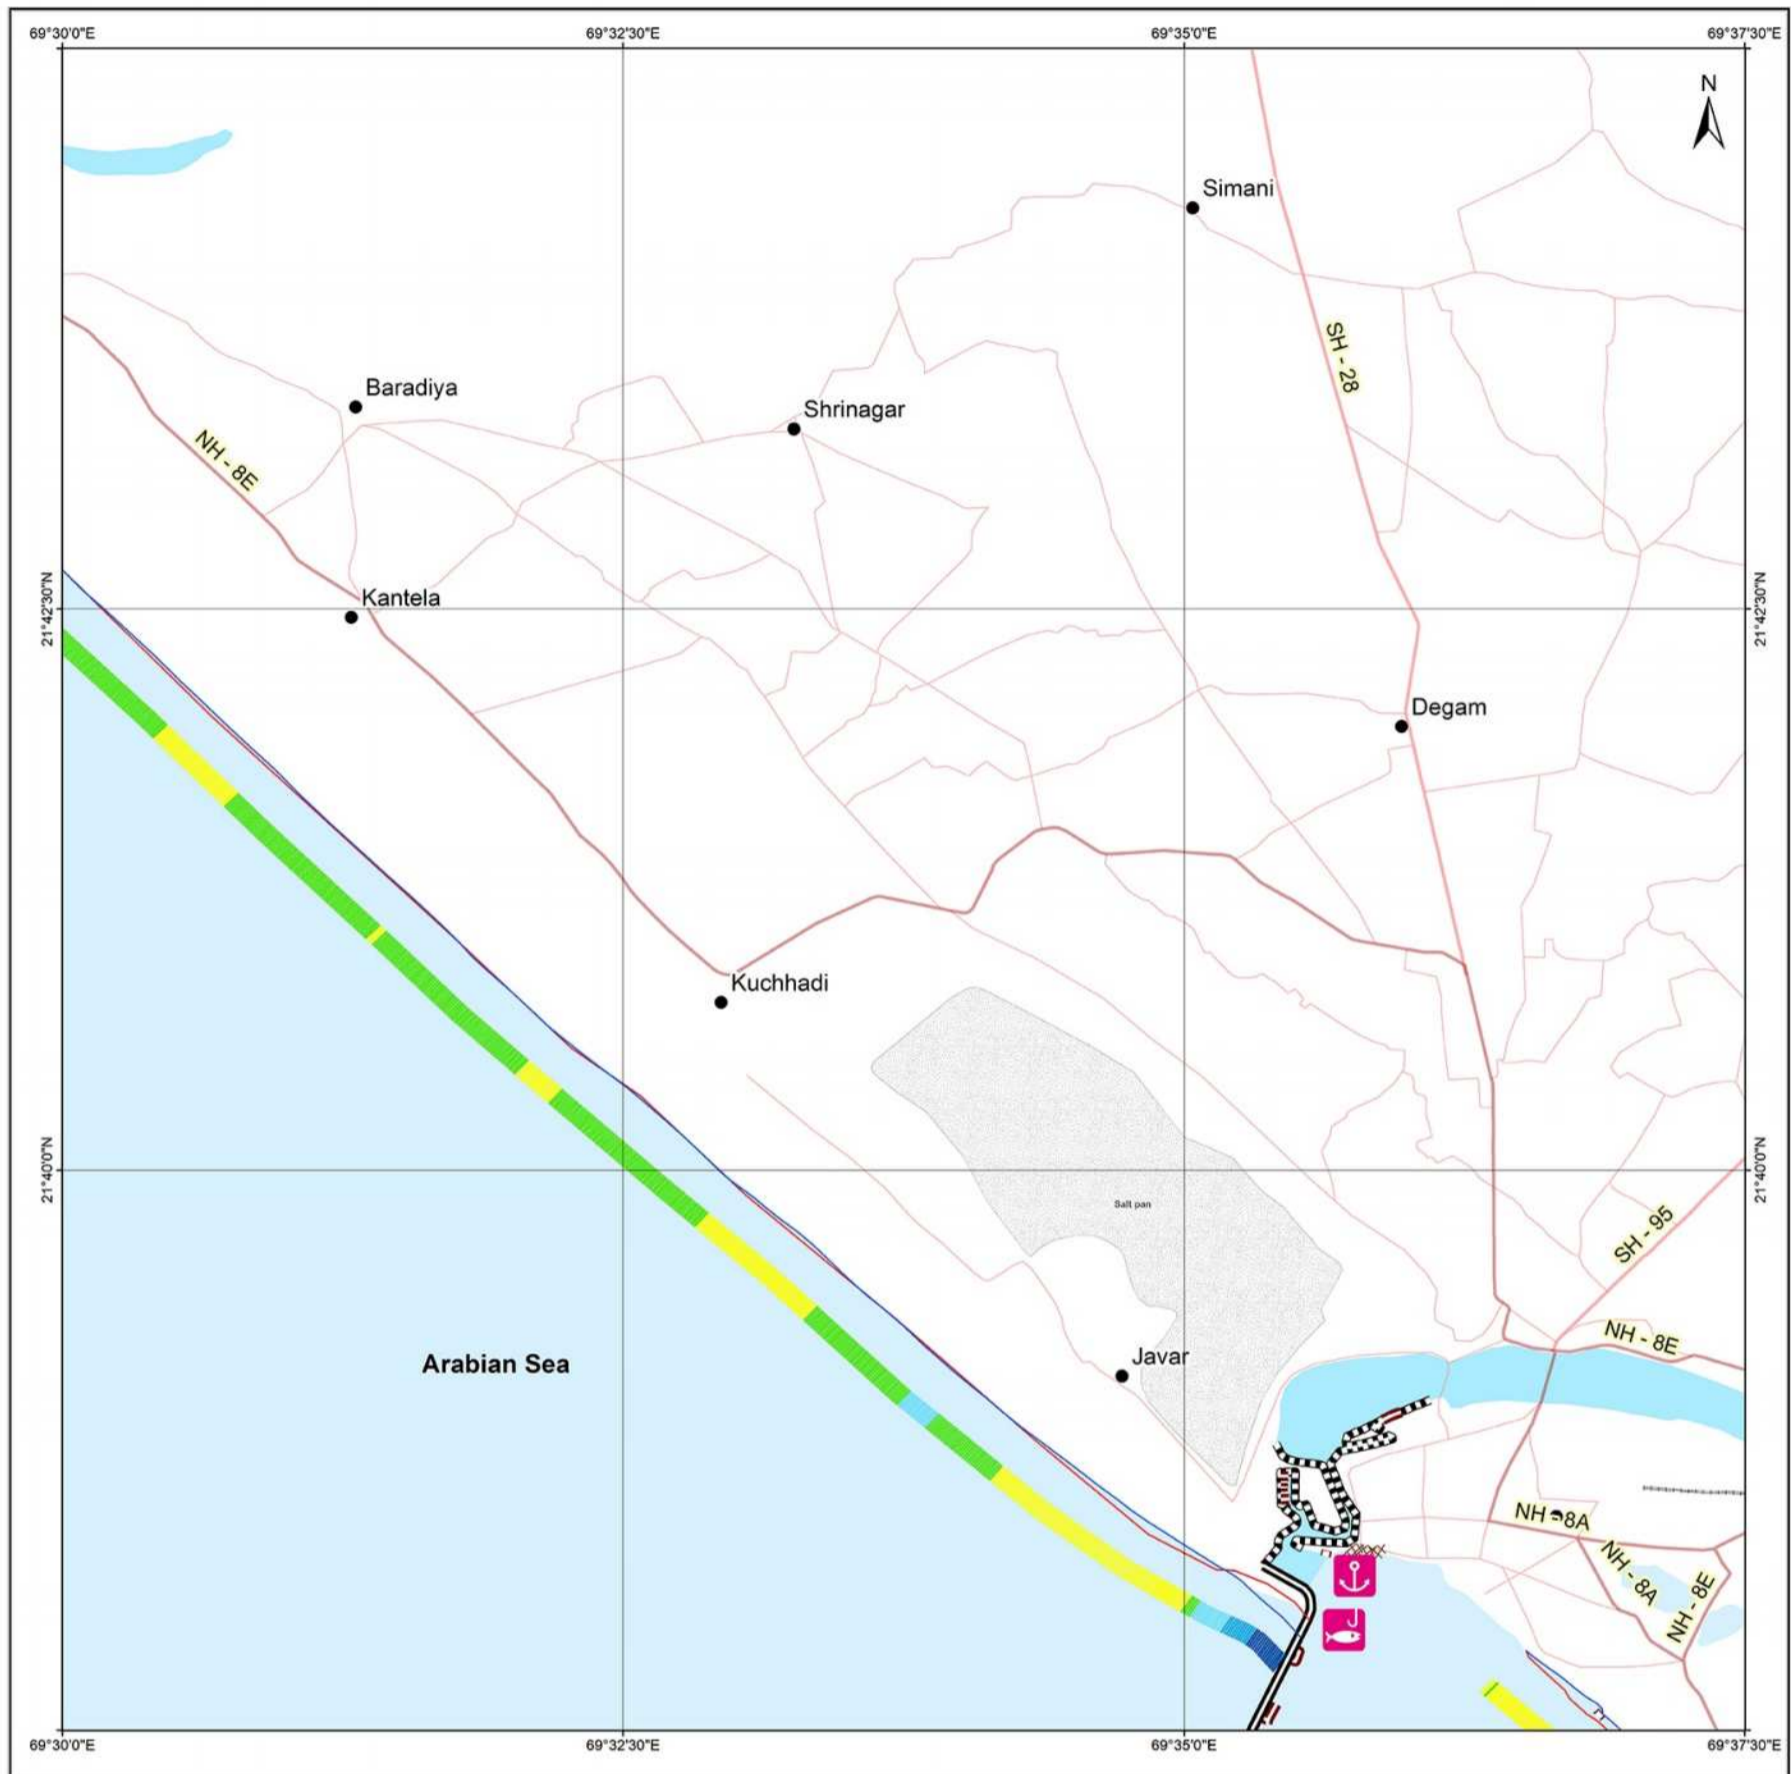 69°30'0"E
69°32'30"E
69°35'0"E
69°37'30"E
N
Simani
SH - 28
Baradiya
Shrinagar
NH - 8E
21°42'30"N
Kantela
21°42'30"N
Degam
Kuchhadi
21°40'0"N
Salt pan
21°40'0"N
SH - 95
Arabian Sea
Javar
NH - 8E
NH - 8A
NH - 8A
NH - 8E
69°30'0"E
69°32'30"E
69°35'0"E
69°37'30"E